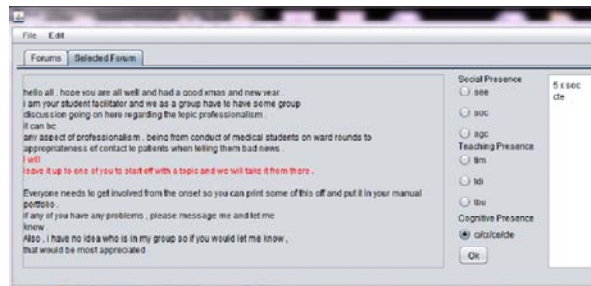 File Edit
Forums Selected Forum
hello all . hope you are all well and had a good xmas and new year .
i am your student facilitator and we as a group have to have some group
discussion going on here regarding the topic professionalism .
it can be
any aspect of professionalism . being from conduct of medical students on ward rounds to
appropriateness of contact to patients when telling them bad news .
I will
leave it up to one of you to start off with a topic and we will take it from there .
Everyone needs to get involved from the onset so you can print some of this off and put it in your manual
portfolio .
if any of you have any problems , please message me and let me
know .
Also , i have no idea who is in my group so if you would let me know ,
that would be most appreciated
Social Presence
see
soc
sgc
Teaching Presence
tim
tdi
tbu
Cognitive Presence
Ok
5 x soc
cte